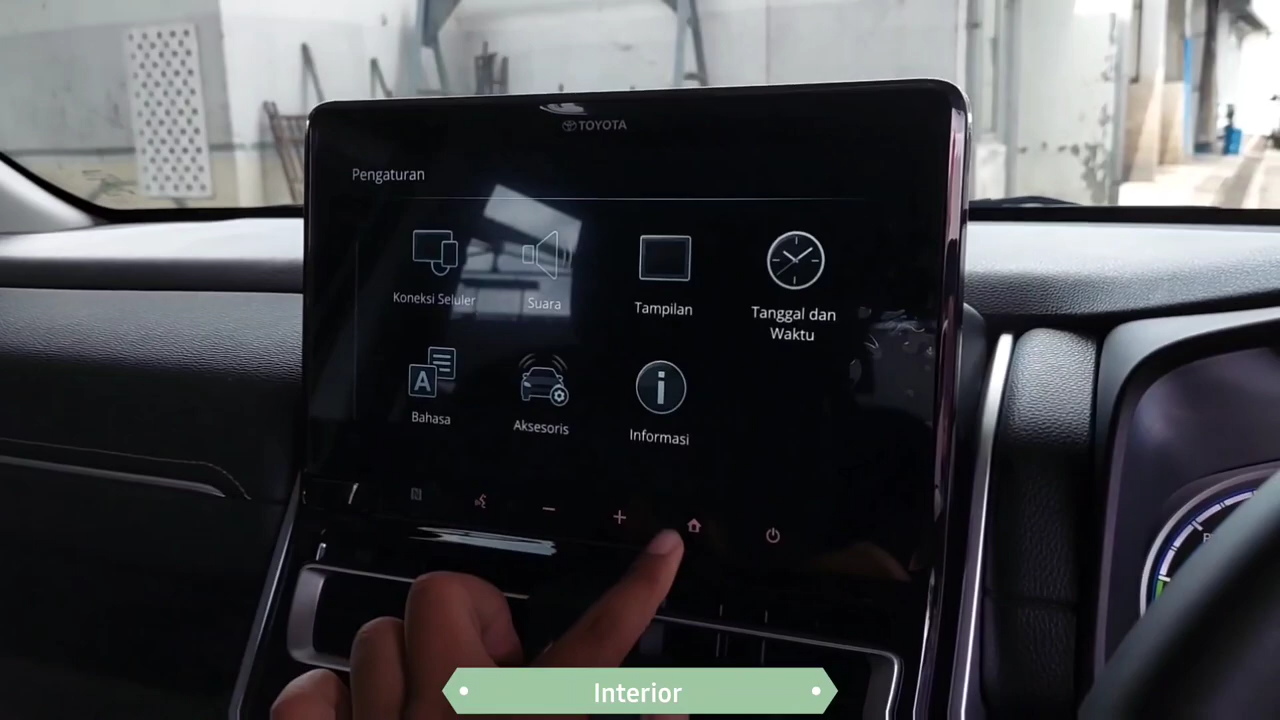 TOYOTA
Pengaturan
Koneksi Seluler
Suara
Tampilan
Tanggal dan
Waktu
A
Bahasa
Aksesoris
i
Informasi
N
Interior